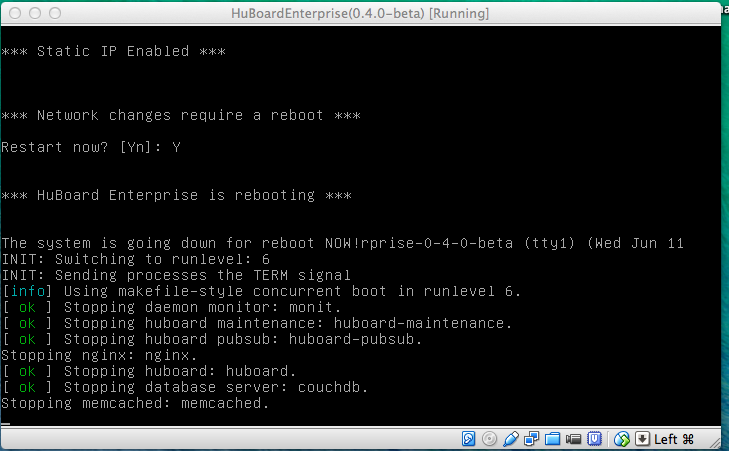 HuBoardEnterprise(0.4.0-beta) [Running]
*** Static IP Enabled ***
*** Network changes require a reboot ***
Restart now? [Yn]: Y
*** HuBoard Enterprise is rebooting ***
The system is going down for reboot NOW!rprise-0-4-0-beta (tty1) (Wed Jun 11
INIT: Switching to runlevel: 6
INIT: Sending processes the TERM signal
[info] Using makefile-style concurrent boot in runlevel 6.
[ ok ] Stopping daemon monitor: monit.
[ ok ] Stopping huboard maintenance: huboard-maintenance.
[ ok ] Stopping huboard pubsub: huboard-pubsub.
Stopping nginx: nginx.
[ ok ] Stopping huboard: huboard.
[ ok ] Stopping database server: couchdb.
Stopping memcached: memcached.
Left ⌘